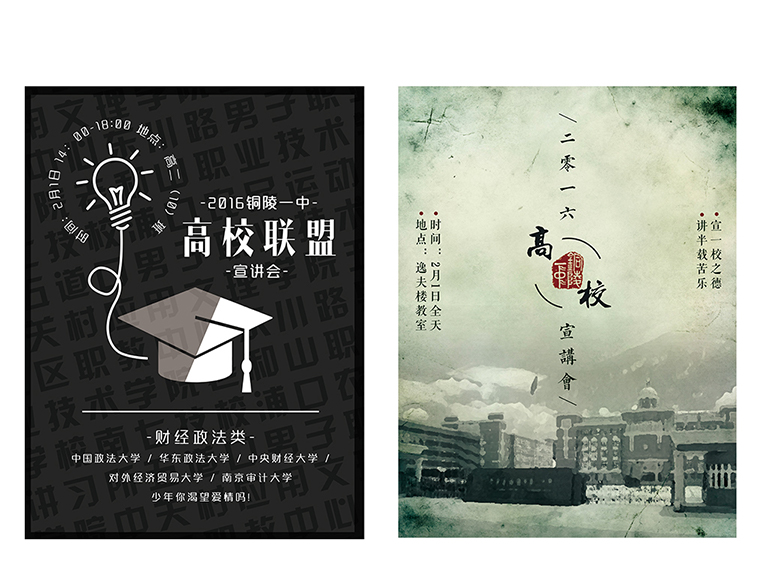 时间：2月1日 14：00-18:00 地点：高二（10）班
-2016铜陵一中-
高校联盟
-宣讲会-
-财经政法类-
中国政法大学 / 华东政法大学 / 中央财经大学 /
对外经济贸易大学 / 南京审计大学
少年你渴望爱情吗!
二零一六
高校
铜陵一中
宣講會
宣一校之德
讲半载苦乐
时间：2月1日全天
地点：逸夫楼教室